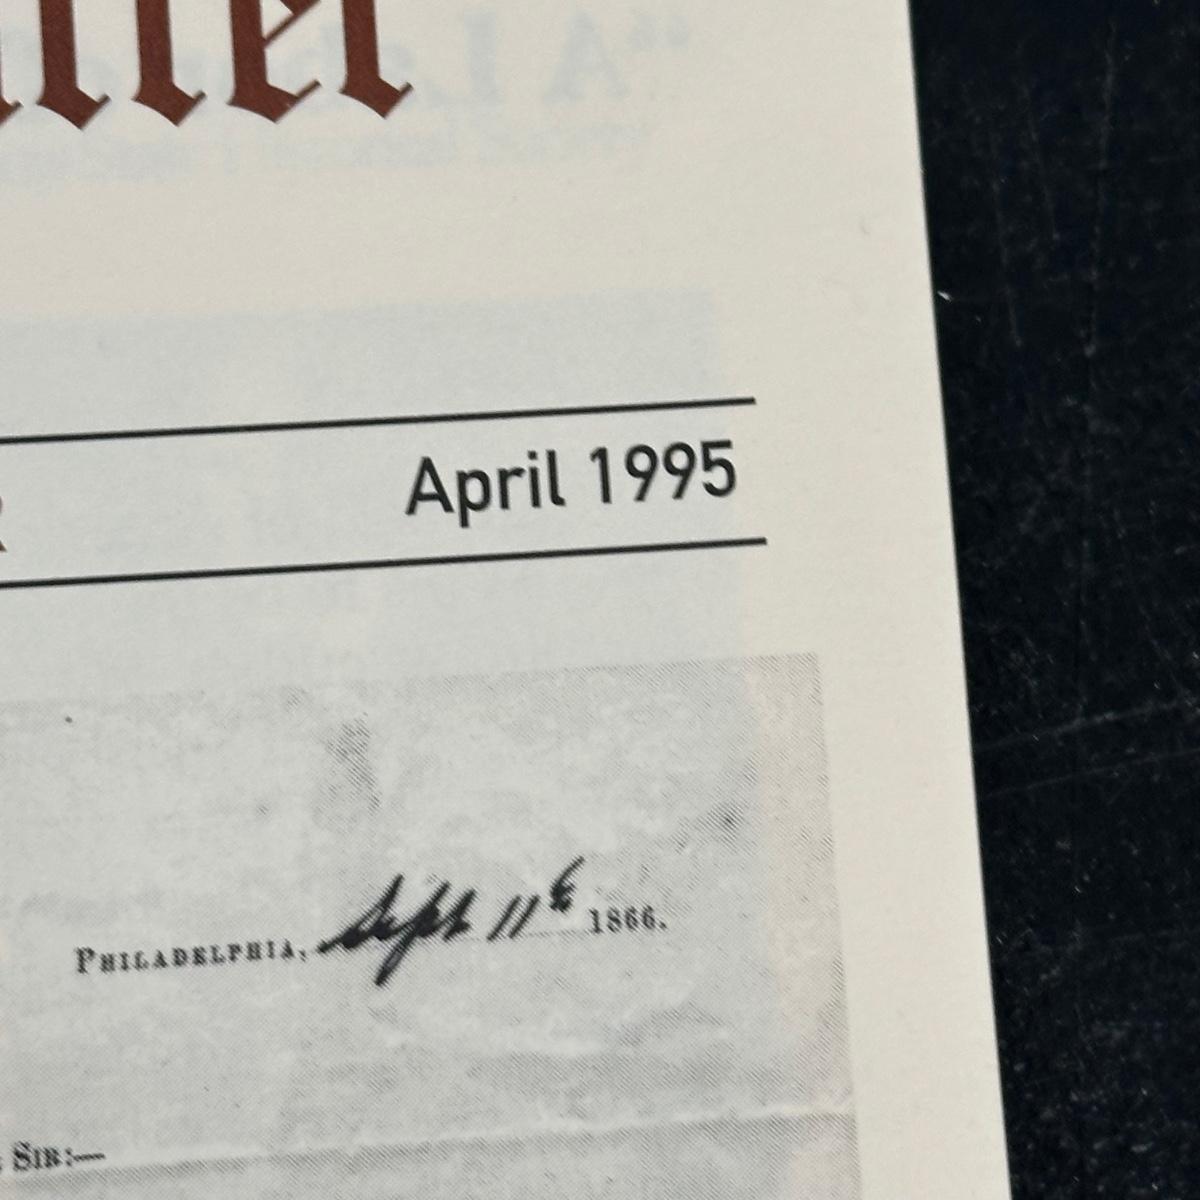 April 1995
PHILADELPHIA, Sept 11th 1866.
SIR:—